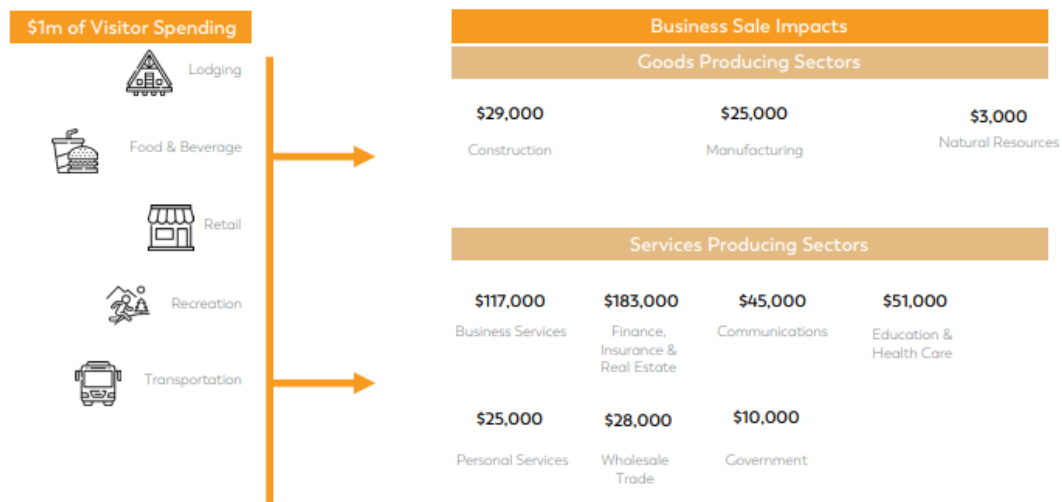 $1m of Visitor Spending
Lodging
Food & Beverage
Retail
Recreation
Transportation
Business Sale Impacts
Goods Producing Sectors
$29,000
Construction
$25,000
Manufacturing
$3,000
Natural Resources
Services Producing Sectors
$117,000
Business Services
$183,000
Finance,
Insurance &
Real Estate
$45,000
Communications
$51,000
Education &
Health Care
$25,000
Personal Services
$28,000
Wholesale
Trade
$10,000
Government